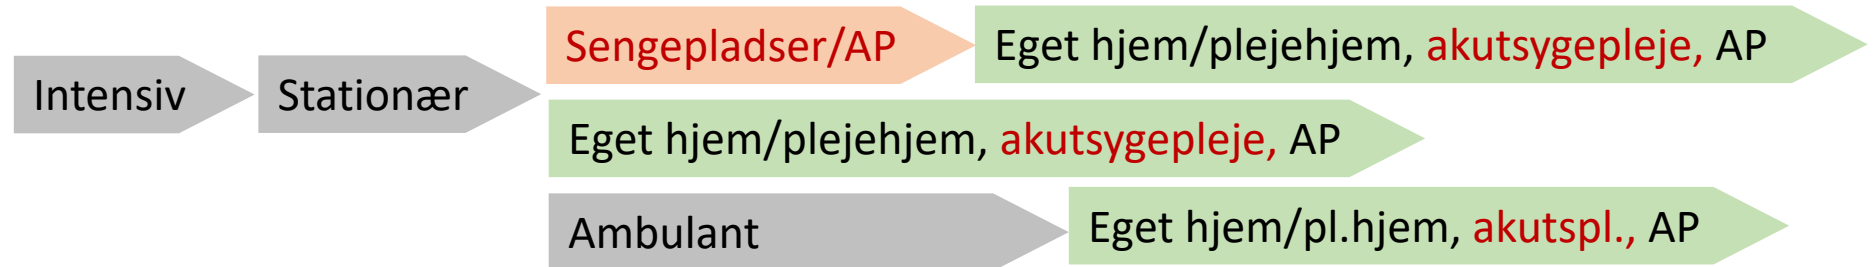 Intensiv
Stationær
Sengepladser/AP
Eget hjem/plejehjem, akutsygepleje, AP
Eget hjem/plejehjem, akutsygepleje, AP
Ambulant
Eget hjem/pl.hjem, akutspl., AP